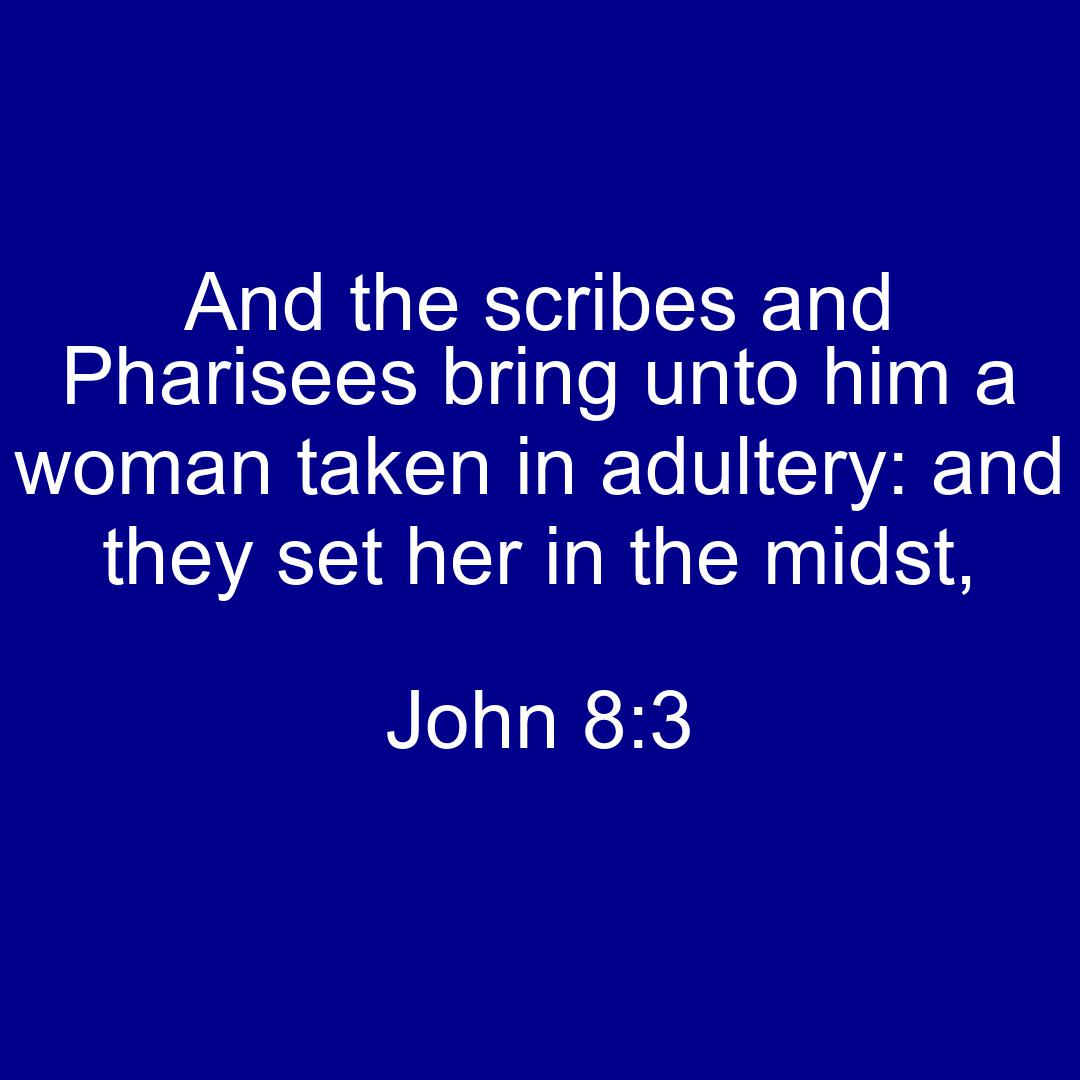 And the scribes and
Pharisees bring unto him a
woman taken in adultery: and
they set her in the midst,
John 8:3